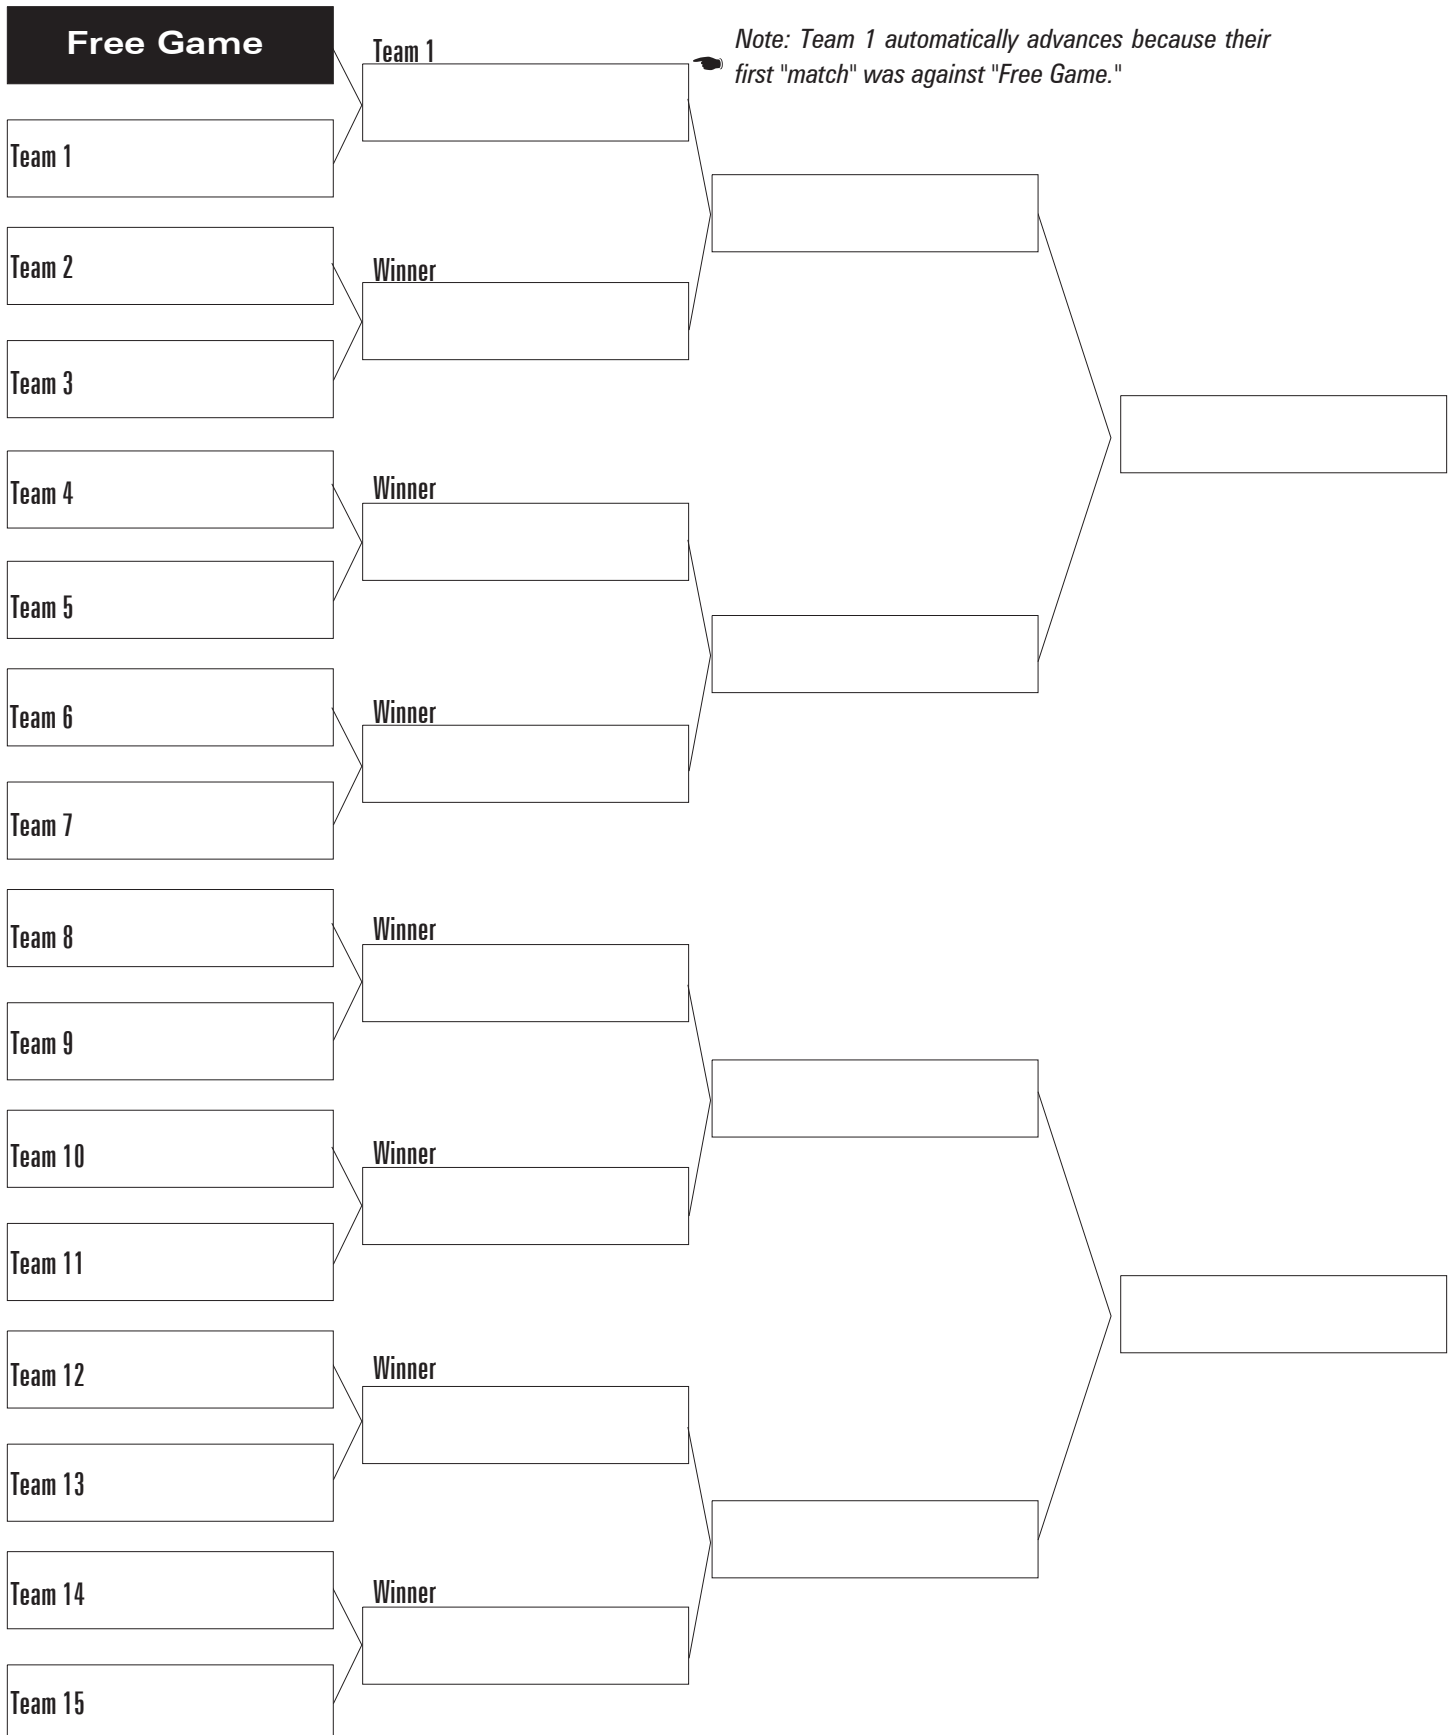 Free Game
Team 1
Note: Team 1 automatically advances because their
first "match" was against "Free Game."
Team 1
Team 2
Winner
Team 3
Team 4
Winner
Team 5
Team 6
Winner
Team 7
Team 8
Winner
Team 9
Team 10
Winner
Team 11
Team 12
Winner
Team 13
Team 14
Winner
Team 15